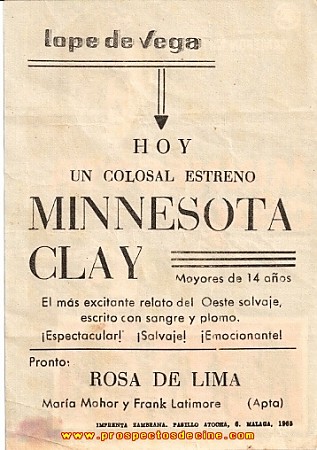 lope de Vega
HOY
UN COLOSAL ESTRENO
MINNESOTA
CLAY
Mayores de 14 años
El más excitante relato del Oeste salvaje,
escrito con sangre y plomo.
¡Espectacular! ¡Salvaje! ¡Emocionante!
Pronto:
ROSA DE LIMA
María Mahor y Frank Latimore (Apta)
IMPRENTA ZAMBRANA. PASILLO ATOCHA, 6. MALAGA, 1965
www.prospectosdecine.com